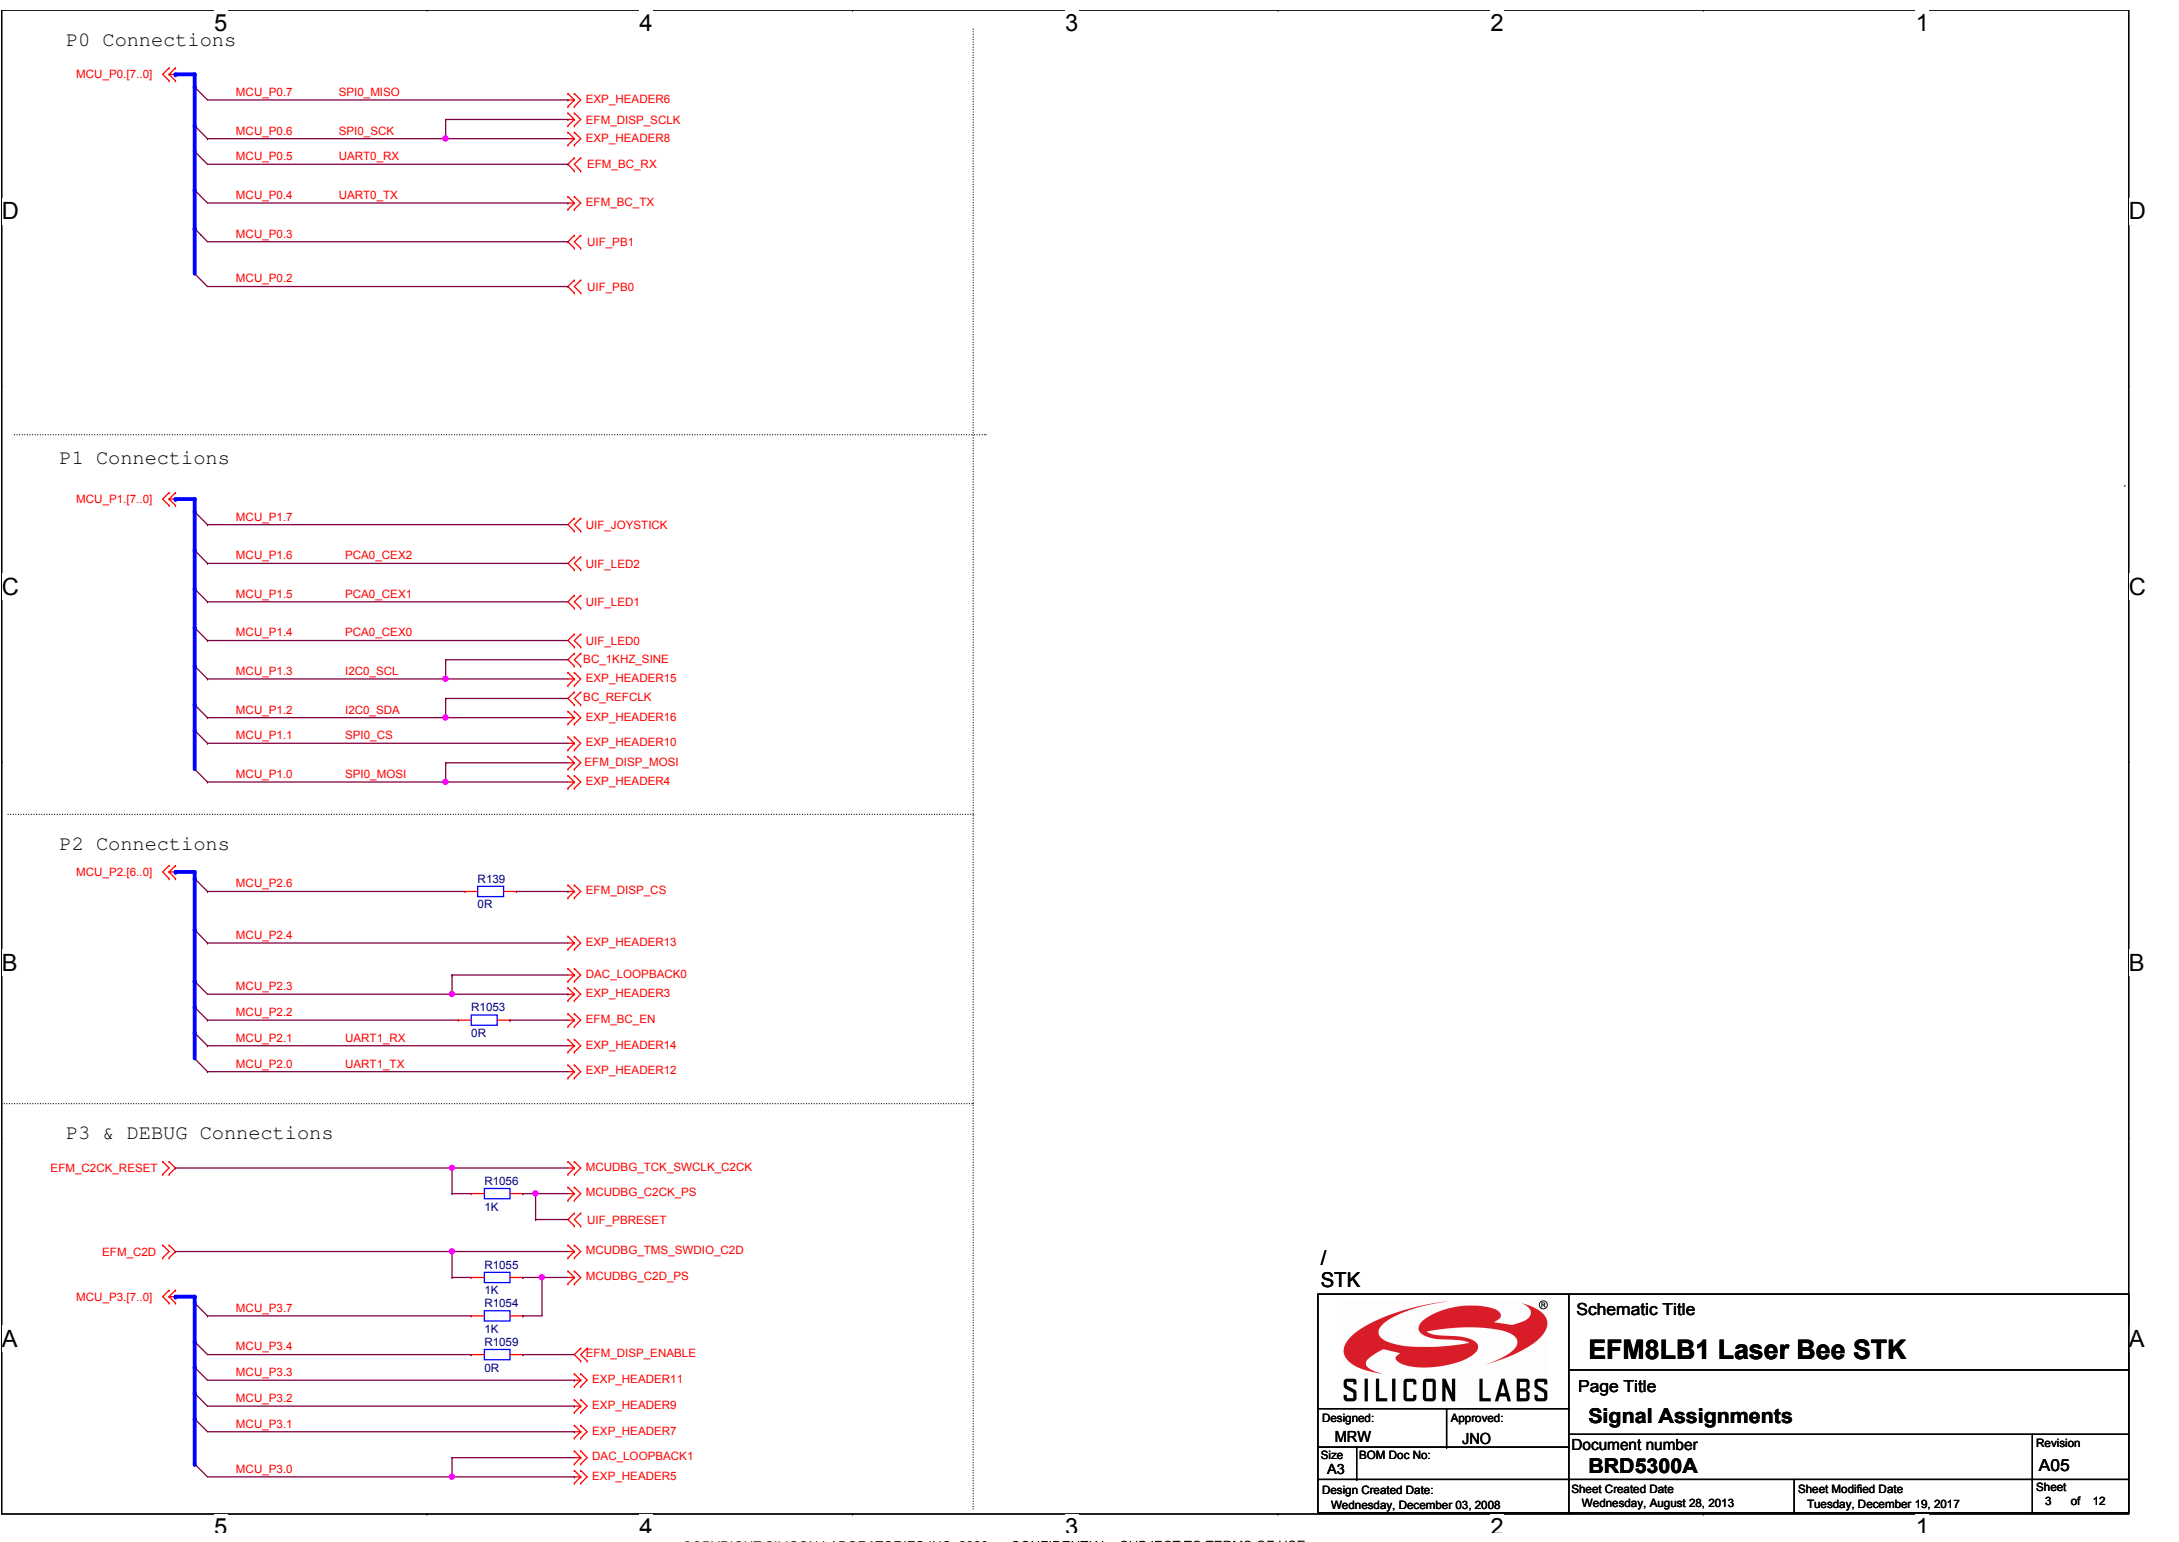 5 4 3 2 1
P0 Connections
MCU_P0.[7..0]
MCU_P0.7 SPI0_MISO EXP_HEADER6
EFM_DISP_SCLK
MCU_P0.6 SPI0_SCK EXP_HEADER8
MCU_P0.5 UART0_RX EFM_BC_RX
MCU_P0.4 UART0_TX EFM_BC_TX
D D
MCU_P0.3 UIF_PB1
MCU_P0.2 UIF_PB0
P1 Connections
MCU_P1.[7..0]
MCU_P1.7 UIF_JOYSTICK
MCU_P1.6 PCA0_CEX2 UIF_LED2
C C
MCU_P1.5 PCA0_CEX1 UIF_LED1
MCU_P1.4 PCA0_CEX0 UIF_LED0
BC_1KHZ_SINE
MCU_P1.3 I2C0_SCL EXP_HEADER15
BC_REFCLK
MCU_P1.2 I2C0_SDA EXP_HEADER16
MCU_P1.1 SPI0_CS EXP_HEADER10
EFM_DISP_MOSI
MCU_P1.0 SPI0_MOSI EXP_HEADER4
P2 Connections
MCU_P2.[6..0]
MCU_P2.6 R139 EFM_DISP_CS
0R
MCU_P2.4 EXP_HEADER13
B B
DAC_LOOPBACK0
MCU_P2.3 EXP_HEADER3
MCU_P2.2 R1053 EFM_BC_EN
0R
MCU_P2.1 UART1_RX EXP_HEADER14
MCU_P2.0 UART1_TX EXP_HEADER12
P3 & DEBUG Connections
EFM_C2CK_RESET MCUDBG_TCK_SWCLK_C2CK
R1056 MCUDBG_C2CK_PS
1K
UIF_PBRESET
EFM_C2D MCUDBG_TMS_SWDIO_C2D
R1055 MCUDBG_C2D_PS
1K
MCU_P3.[7..0]
MCU_P3.7 R1054
1K
A A
MCU_P3.4 R1059 EFM_DISP_ENABLE
0R
MCU_P3.3 EXP_HEADER11
MCU_P3.2 EXP_HEADER9
MCU_P3.1 EXP_HEADER7
DAC_LOOPBACK1
MCU_P3.0 EXP_HEADER5
/
STK
®
SILICON LABS
Schematic Title
EFM8LB1 Laser Bee STK
Page Title
Signal Assignments
Designed: Approved:
MRW JNO
Size BOM Doc No:
A3
Document number Revision
BRD5300A A05
Design Created Date: Sheet Created Date Sheet Modified Date Sheet
Wednesday, December 03, 2008 Wednesday, August 28, 2013 Tuesday, December 19, 2017 3 of 12
5 4 3 2 1